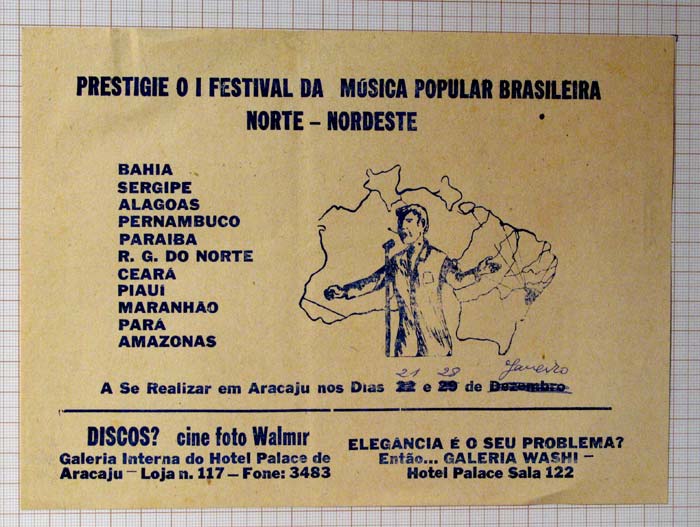 PRESTIGIE O I FESTIVAL DA MÚSICA POPULAR BRASILEIRA
NORTE – NORDESTE
BAHIA
SERGIPE
ALAGOAS
PERNAMBUCO
PARAIBA
R. G. DO NORTE
CEARÁ
PIAUÍ
MARANHÃO
PARÁ
AMAZONAS
21 28 Janeiro
A Se Realizar em Aracaju nos Dias 22 e 29 de Dezembro
DISCOS? cine foto Walmir
Galeria Interna do Hotel Palace de
Aracaju – Loja n. 117 – Fone: 3483
ELEGANCIA É O SEU PROBLEMA?
Então... GALERIA WASHI –
Hotel Palace Sala 122